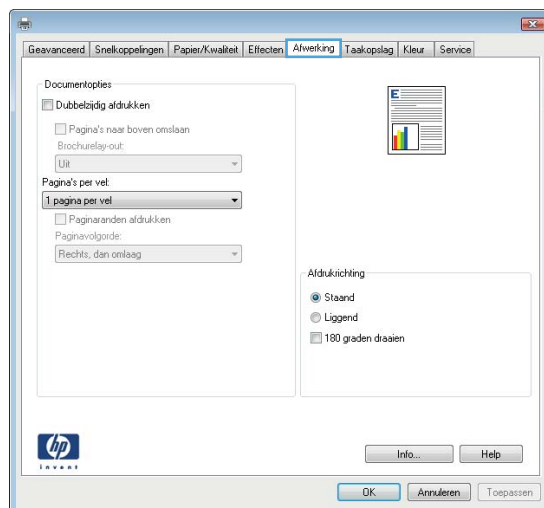 Geavanceerd Snelkoppelingen Papier/Kwaliteit Effecten Afwerking Taakopslag Kleur Service
Documentopties
Dubbelzijdig afdrukken
Pagina's naar boven omslaan
Brochurelay-out:
Uit
Pagina's per vel:
1 pagina per vel
Paginaranden afdrukken
Paginavolgorde:
Rechts, dan omlaag
E
Afdrukrichting
Staand
Liggend
180 graden draaien
hp
invent
Info... Help
OK Annuleren Toepassen